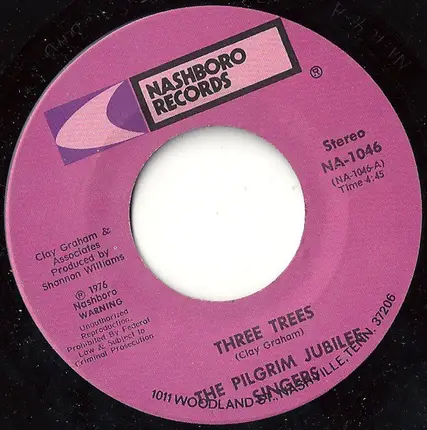 NASHBORO
RECORDS
®
Stereo
NA-1046
(NA-1046-A)
Time-4:45
Clay Graham &
Associates
Produced by
Shannon Williams
℗ 1976
Nashboro
WARNING
Unauthorized
Reproduction
Prohibited By Federal
Law & Subject to
Criminal Prosecution
THREE TREES
(Clay Graham)
THE PILGRIM JUBILEE
SINGERS
1011 WOODLAND ST. NASHVILLE, TENN. 37206